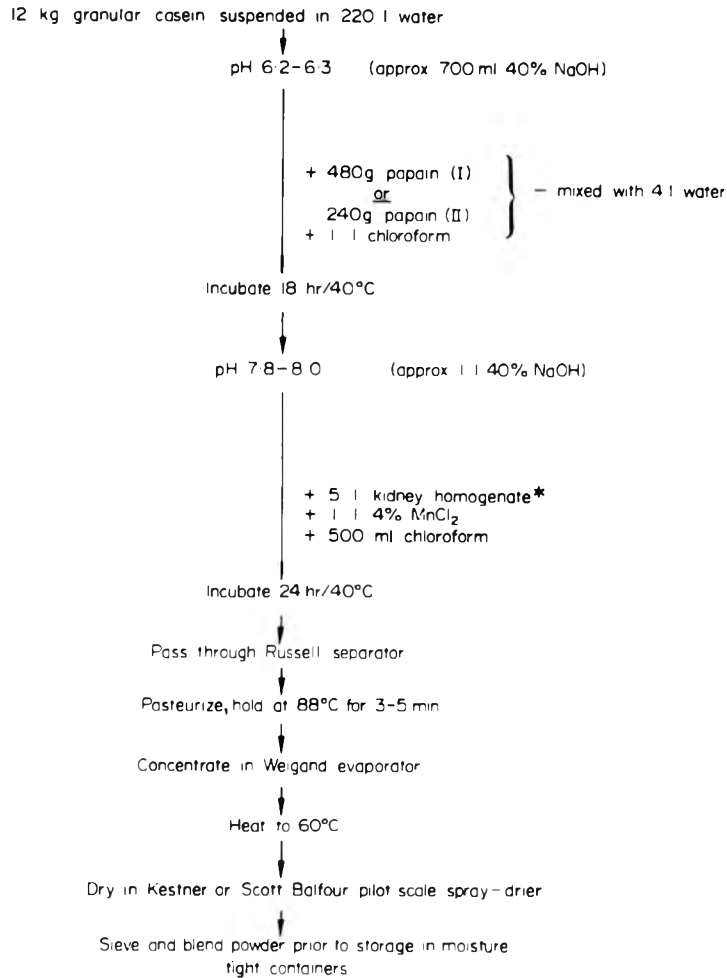 12 kg granular casein suspended in 220 l water
pH 6·2–6·3 (approx 700 ml 40% NaOH)
+ 480g papain (I)
or
240g papain (II)
+ 1 l chloroform
– mixed with 4 l water
Incubate 18 hr/40°C
pH 7·8–8 0 (approx 1 l 40% NaOH)
+ 5 l kidney homogenate*
+ 1 l 4% MnCl₂
+ 500 ml chloroform
Incubate 24 hr/40°C
Pass through Russell separator
Pasteurize, hold at 88°C for 3-5 min
Concentrate in Weigand evaporator
Heat to 60°C
Dry in Kestner or Scott Balfour pilot scale spray-drier
Sieve and blend powder prior to storage in moisture
tight containers